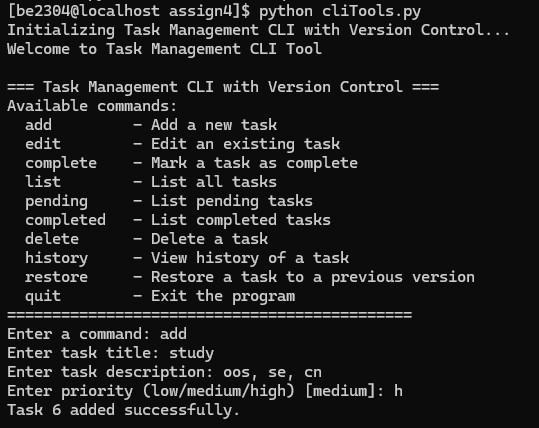 [be2304@localhost assign4]$ python cliTools.py
Initializing Task Management CLI with Version Control...
Welcome to Task Management CLI Tool

=== Task Management CLI with Version Control ===
Available commands:
  add         - Add a new task
  edit        - Edit an existing task
  complete    - Mark a task as complete
  list        - List all tasks
  pending     - List pending tasks
  completed   - List completed tasks
  delete      - Delete a task
  history     - View history of a task
  restore     - Restore a task to a previous version
  quit        - Exit the program
=============================================
Enter a command: add
Enter task title: study
Enter task description: oos, se, cn
Enter priority (low/medium/high) [medium]: h
Task 6 added successfully.